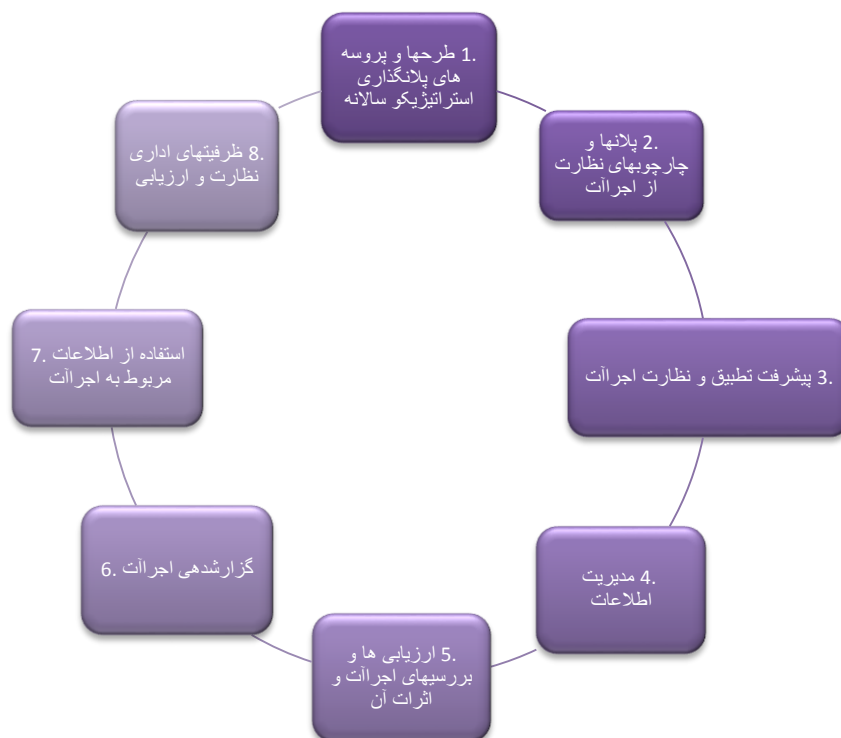 1. طرحها و پروسه
های پلانگذاری
استراتیژیکو سالانه
2. پلانها و
چارچوبهای نظارت
از اجراآت
3. پیشرفت تطبیق و نظارت اجراآت
4. مدیریت
اطلاعات
5. ارزیابی ها و
بررسیهای اجراآت و
اثرات آن
6. گزارشدهی اجراآت
7. استفاده از اطلاعات
مربوط به اجراآت
8. ظرفیتهای اداری
نظارت و ارزیابی